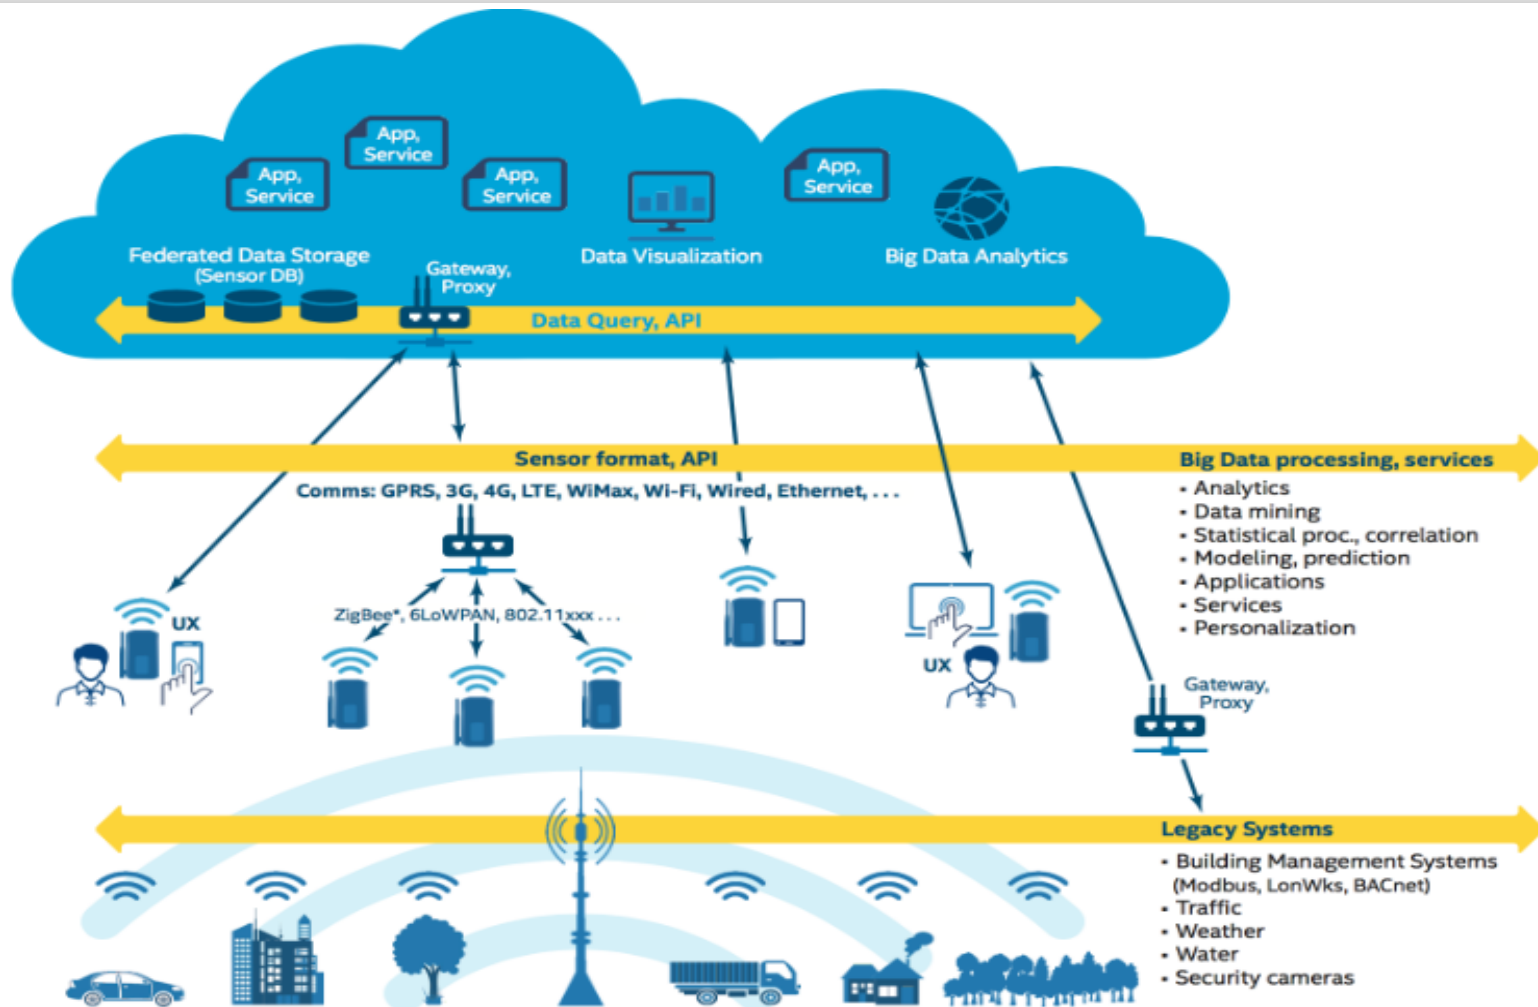 App,
Service
App,
Service
App,
Service
App,
Service
Federated Data Storage
(Sensor DB)
Gateway,
Proxy
Data Visualization
Big Data Analytics
Data Query, API
Sensor format, API
Big Data processing, services
Comms: GPRS, 3G, 4G, LTE, WiMax, Wi-Fi, Wired, Ethernet, . . .
• Analytics
• Data mining
• Statistical proc., correlation
• Modeling, prediction
• Applications
• Services
• Personalization
UX
ZigBee*, 6LoWPAN, 802.11xxx . . .
UX
Gateway,
Proxy
Legacy Systems
• Building Management Systems
(Modbus, LonWks, BACnet)
• Traffic
• Weather
• Water
• Security cameras